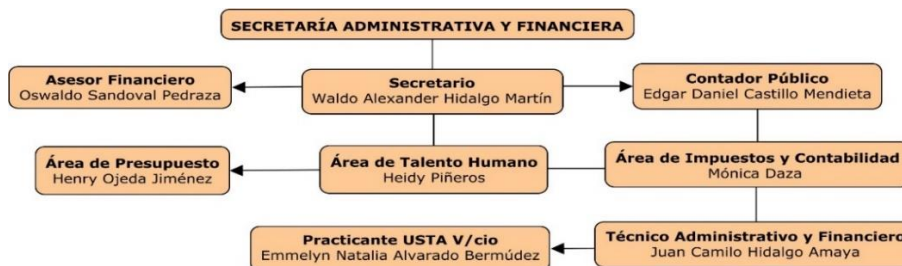 SECRETARÍA ADMINISTRATIVA Y FINANCIERA
Asesor Financiero
Oswaldo Sandoval Pedraza
Secretario
Waldo Alexander Hidalgo Martín
Contador Público
Edgar Daniel Castillo Mendieta
Área de Presupuesto
Henry Ojeda Jiménez
Área de Talento Humano
Heidy Piñeros
Área de Impuestos y Contabilidad
Mónica Daza
Practicante USTA V/cio
Emmelyn Natalia Alvarado Bermúdez
Técnico Administrativo y Financiero
Juan Camilo Hidalgo Amaya